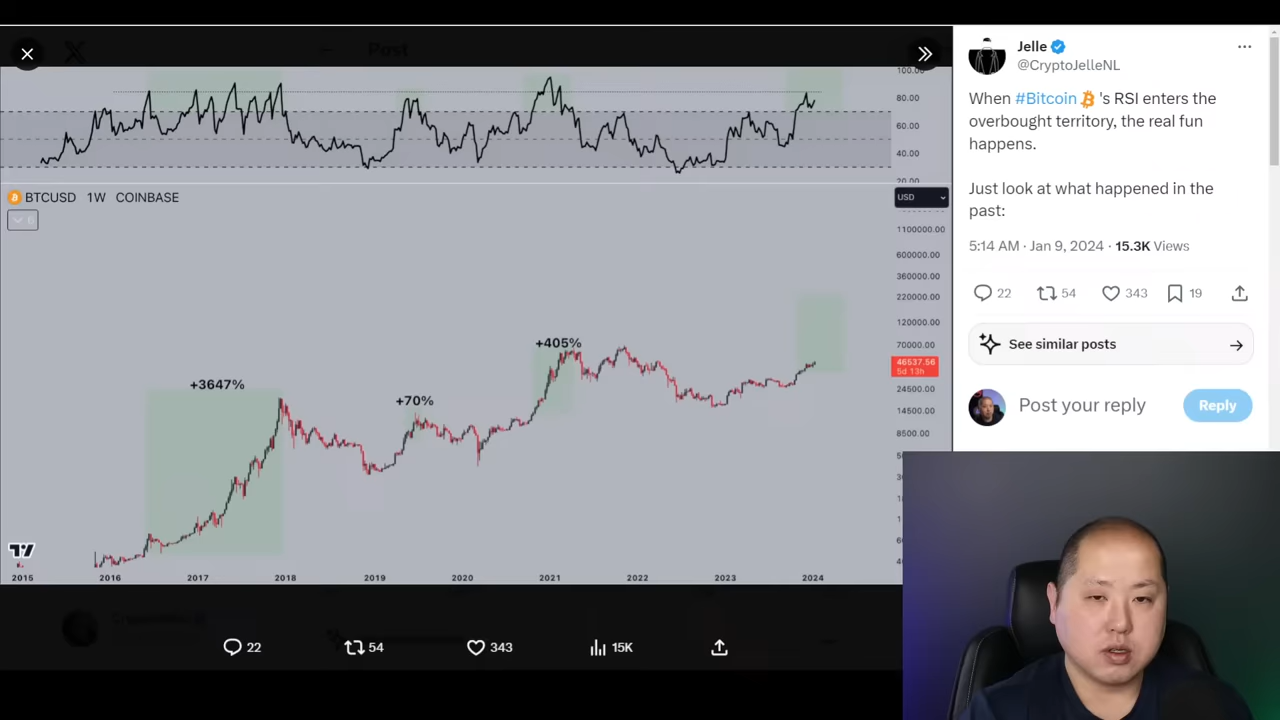 Post
Jelle
@CryptoJelleNL
When #Bitcoin 's RSI enters the
overbought territory, the real fun
happens.
Just look at what happened in the
past:
5:14 AM · Jan 9, 2024 · 15.3K Views
22 54 343 19
See similar posts
Post your reply
Reply
100.00
80.00
60.00
40.00
20.00
BTCUSD 1W COINBASE
USD
1100000.00
600000.00
360000.00
220000.00
120000.00
70000.00
46537.56
5d 13h
24500.00
14500.00
8500.00
+3647%
+70%
+405%
2015 2016 2017 2018 2019 2020 2021 2022 2023 2024
22 54 343 15K